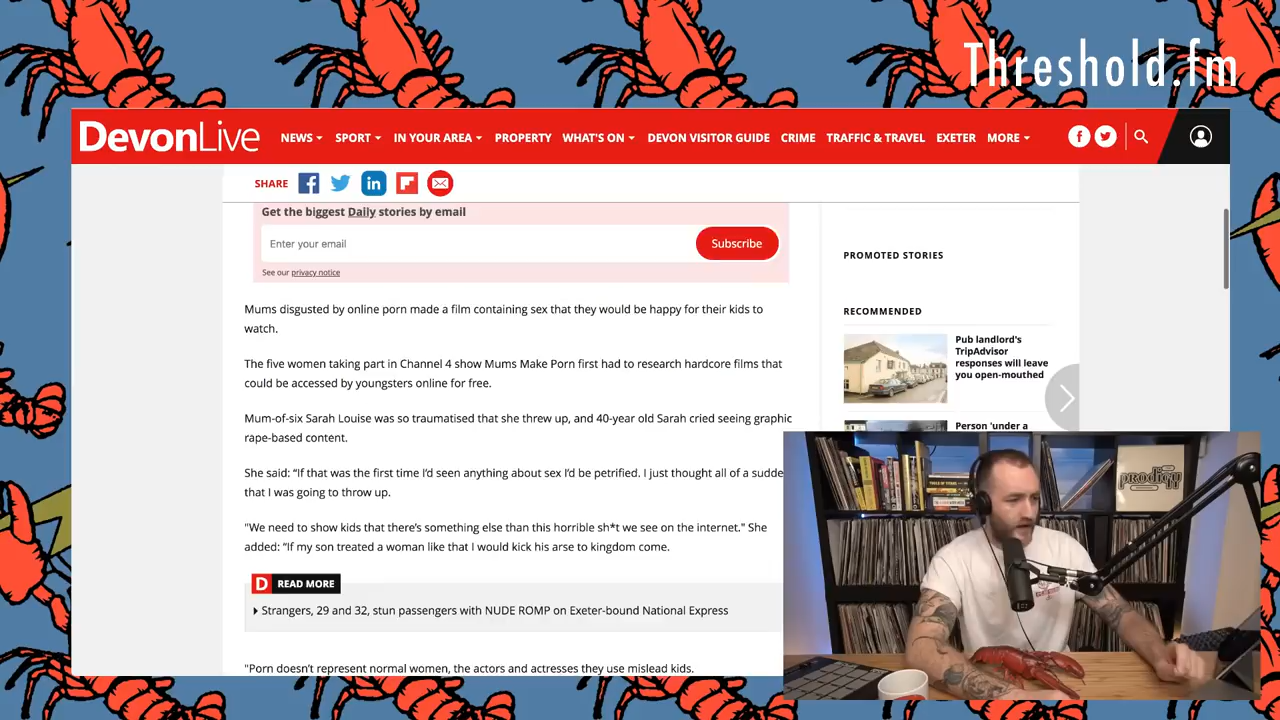 Threshold.fm
DevonLive
NEWS SPORT IN YOUR AREA PROPERTY WHAT'S ON DEVON VISITOR GUIDE CRIME TRAFFIC & TRAVEL EXETER MORE
SHARE
Get the biggest Daily stories by email
Enter your email
Subscribe
See our privacy notice
Mums disgusted by online porn made a film containing sex that they would be happy for their kids to
watch.
The five women taking part in Channel 4 show Mums Make Porn first had to research hardcore films that
could be accessed by youngsters online for free.
Mum-of-six Sarah Louise was so traumatised that she threw up, and 40-year old Sarah cried seeing graphic
rape-based content.
She said: “If that was the first time I’d seen anything about sex I’d be petrified. I just thought all of a sudde
that I was going to throw up.
"We need to show kids that there’s something else than this horrible sh*t we see on the internet." She
added: “If my son treated a woman like that I would kick his arse to kingdom come.
D READ MORE
Strangers, 29 and 32, stun passengers with NUDE ROMP on Exeter-bound National Express
"Porn doesn’t represent normal women, the actors and actresses they use mislead kids.
PROMOTED STORIES
RECOMMENDED
Pub landlord's
TripAdvisor
responses will leave
you open-mouthed
Person 'under a
prodigy